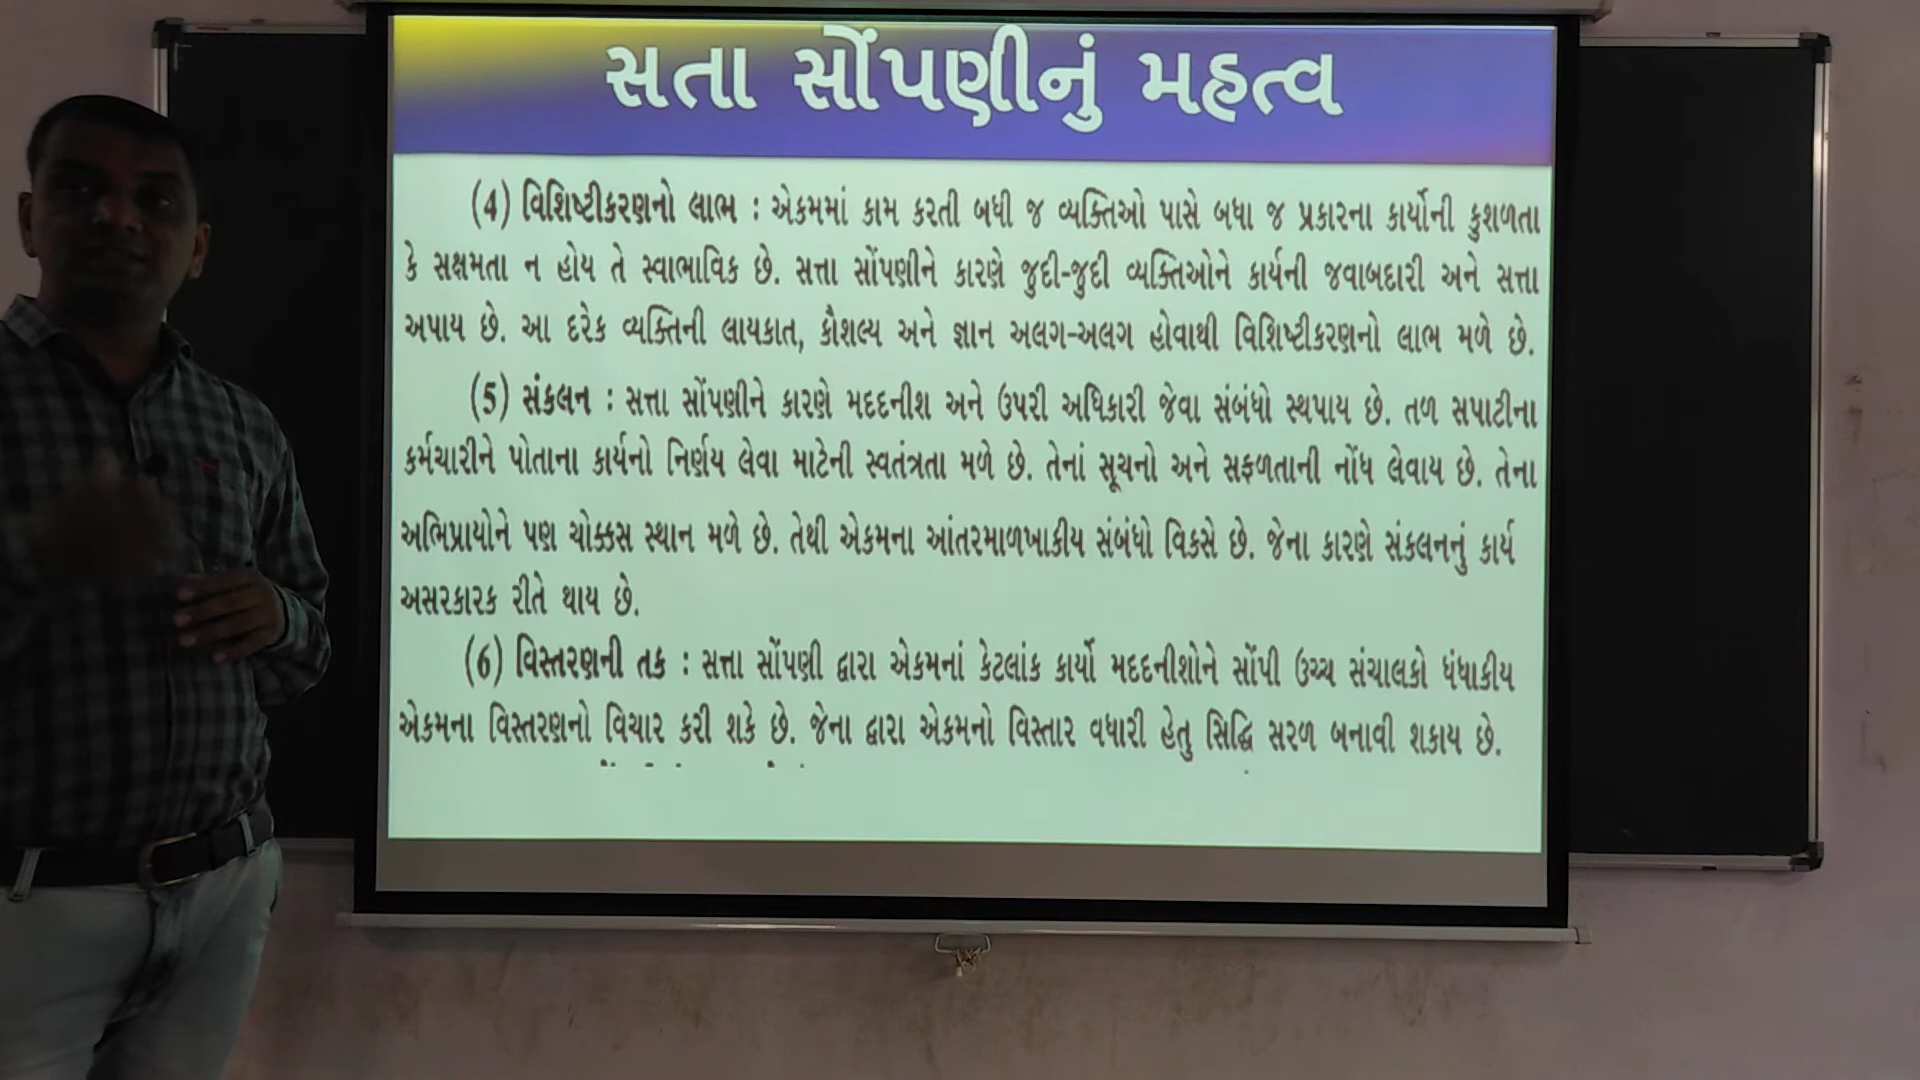 સતા સોંપણીનું મહત્વ
(4) વિશિષ્ટીકરણનો લાભ : એકમમાં કામ કરતી બધી જ વ્યક્તિઓ પાસે બધા જ પ્રકારના કાર્યોની કુશળતા
કે સક્ષમતા ન હોય તે સ્વાભાવિક છે. સત્તા સોંપણીને કારણે જુદી-જુદી વ્યક્તિઓને કાર્યની જવાબદારી અને સત્તા
અપાય છે. આ દરેક વ્યક્તિની લાયકાત, કૌશલ્ય અને જ્ઞાન અલગ-અલગ હોવાથી વિશિષ્ટીકરણનો લાભ મળે છે.
(5) સંકલન : સત્તા સોંપણીને કારણે મદદનીશ અને ઉપરી અધિકારી જેવા સંબંધો સ્થપાય છે. તળ સપાટીના
કર્મચારીને પોતાના કાર્યનો નિર્ણય લેવા માટેની સ્વતંત્રતા મળે છે. તેનાં સૂચનો અને સફળતાની નોંધ લેવાય છે. તેના
અભિપ્રાયોને પણ ચોક્કસ સ્થાન મળે છે. તેથી એકમના આંતરમાળખાકીય સંબંધો વિકસે છે. જેના કારણે સંકલનનું કાર્ય
અસરકારક રીતે થાય છે.
(6) વિસ્તરણની તક : સત્તા સોંપણી દ્વારા એકમનાં કેટલાંક કાર્યો મદદનીશોને સોંપી ઉચ્ચ સંચાલકો ધંધાકીય
એકમના વિસ્તરણનો વિચાર કરી શકે છે. જેના દ્વારા એકમનો વિસ્તાર વધારી હેતુ સિદ્ધિ સરળ બનાવી શકાય છે.